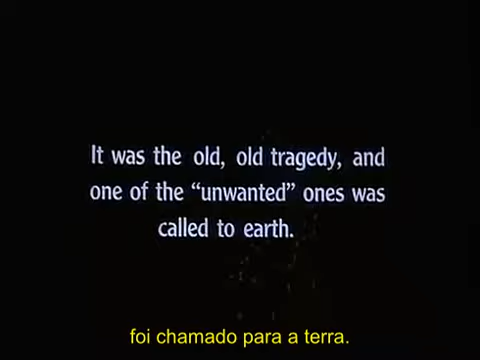 It was the old, old tragedy, and
one of the “unwanted” ones was
called to earth.
foi chamado para a terra.